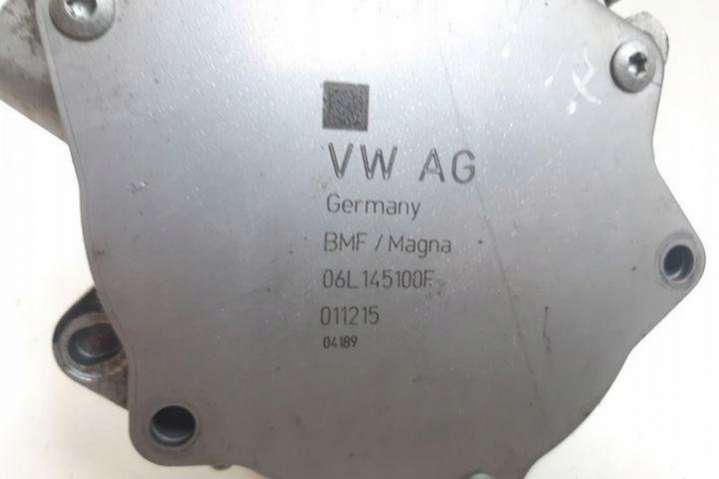 VW AG
Germany
BMF / Magna
06L145100F
011215
04189